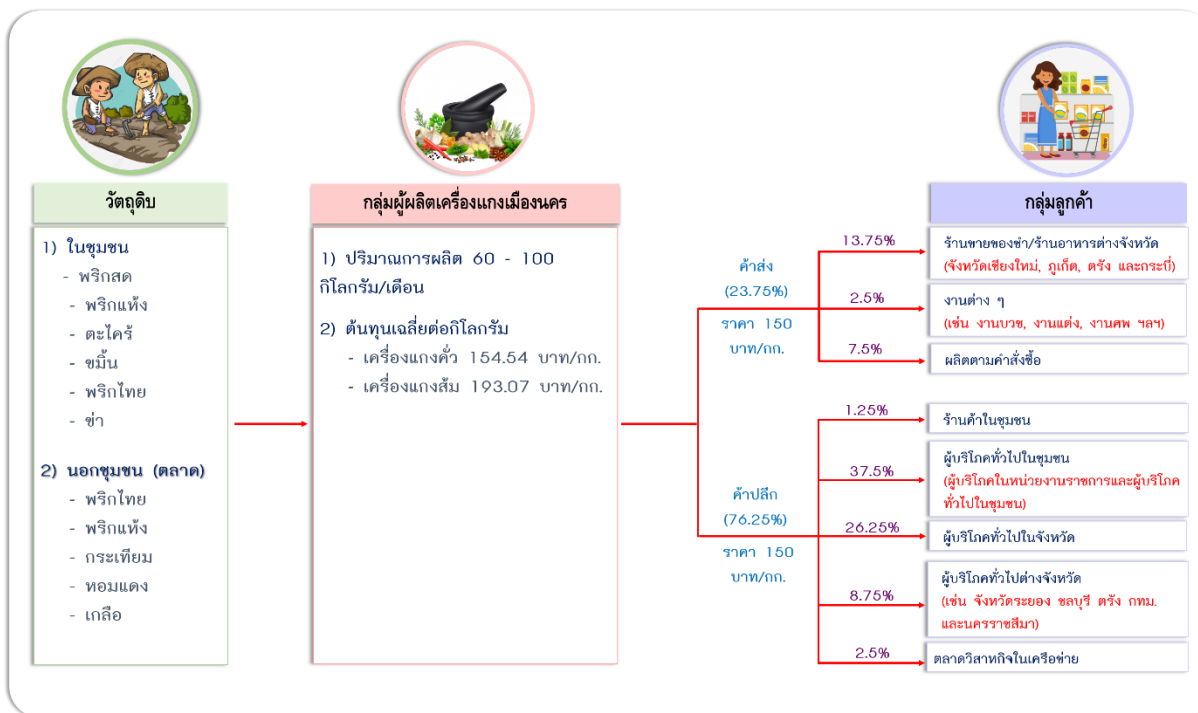 วัตถุดิบ
1) ในชุมชน
- พริกสด
- พริกแห้ง
- ตะไคร้
- ขมิ้น
- พริกไทย
- ข่า
2) นอกชุมชน (ตลาด)
- พริกไทย
- พริกแห้ง
- กระเทียม
- หอมแดง
- เกลือ
กลุ่มผู้ผลิตเครื่องแกงเมืองนคร
1) ปริมาณการผลิต 60 - 100
กิโลกรัม/เดือน
2) ต้นทุนเฉลี่ยต่อกิโลกรัม
- เครื่องแกงคั่ว 154.54 บาท/กก.
- เครื่องแกงส้ม 193.07 บาท/กก.
ค้าส่ง
(23.75%)
ราคา 150
บาท/กก.
ค้าปลีก
(76.25%)
ราคา 150
บาท/กก.
กลุ่มลูกค้า
13.75%
ร้านขายของชำ/ร้านอาหารต่างจังหวัด
(จังหวัดเชียงใหม่, ภูเก็ต, ตรัง และกระบี่)
2.5%
งานต่าง ๆ
(เช่น งานบวช, งานแต่ง, งานศพ ฯลฯ)
7.5%
ผลิตตามคำสั่งซื้อ
1.25%
ร้านค้าในชุมชน
37.5%
ผู้บริโภคทั่วไปในชุมชน
(ผู้บริโภคในหน่วยงานราชการและผู้บริโภค
ทั่วไปในชุมชน)
26.25%
ผู้บริโภคทั่วไปในจังหวัด
8.75%
ผู้บริโภคทั่วไปต่างจังหวัด
(เช่น จังหวัดระยอง ชลบุรี ตรัง กทม.
และนครราชสีมา)
2.5%
ตลาดวิสาหกิจในเครือข่าย